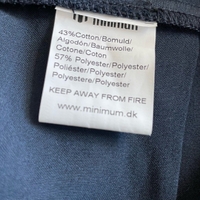 minimum
43%Cotton/Bomuld/
Algodón/Baumwolle/
Cotone/Coton
57% Polyester/Polyester/
Poliéster/Polyester/
Polyestere/Polyester
KEEP AWAY FROM FIRE
www.minimum.dk